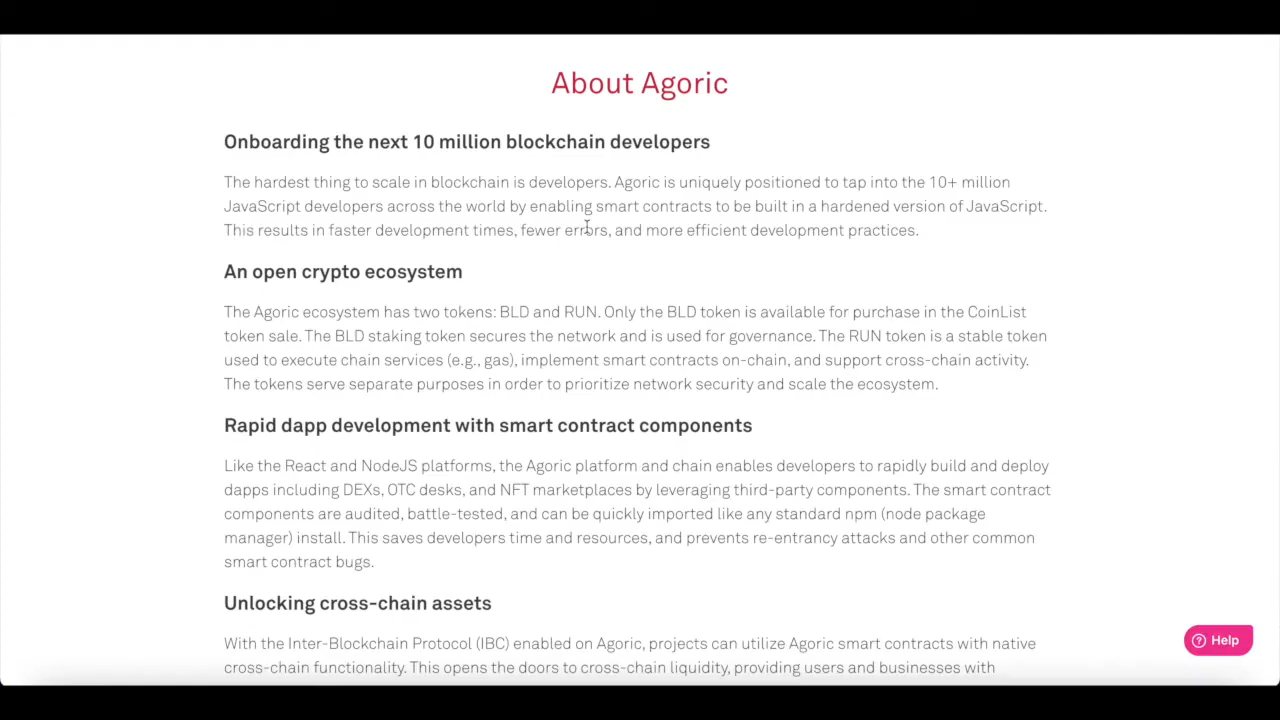 About Agoric
Onboarding the next 10 million blockchain developers
The hardest thing to scale in blockchain is developers. Agoric is uniquely positioned to tap into the 10+ million
JavaScript developers across the world by enabling smart contracts to be built in a hardened version of JavaScript.
This results in faster development times, fewer errors, and more efficient development practices.
An open crypto ecosystem
The Agoric ecosystem has two tokens: BLD and RUN. Only the BLD token is available for purchase in the CoinList
token sale. The BLD staking token secures the network and is used for governance. The RUN token is a stable token
used to execute chain services (e.g., gas), implement smart contracts on-chain, and support cross-chain activity.
The tokens serve separate purposes in order to prioritize network security and scale the ecosystem.
Rapid dapp development with smart contract components
Like the React and NodeJS platforms, the Agoric platform and chain enables developers to rapidly build and deploy
dapps including DEXs, OTC desks, and NFT marketplaces by leveraging third-party components. The smart contract
components are audited, battle-tested, and can be quickly imported like any standard npm (node package
manager) install. This saves developers time and resources, and prevents re-entrancy attacks and other common
smart contract bugs.
Unlocking cross-chain assets
With the Inter-Blockchain Protocol (IBC) enabled on Agoric, projects can utilize Agoric smart contracts with native
cross-chain functionality. This opens the doors to cross-chain liquidity, providing users and businesses with
Help